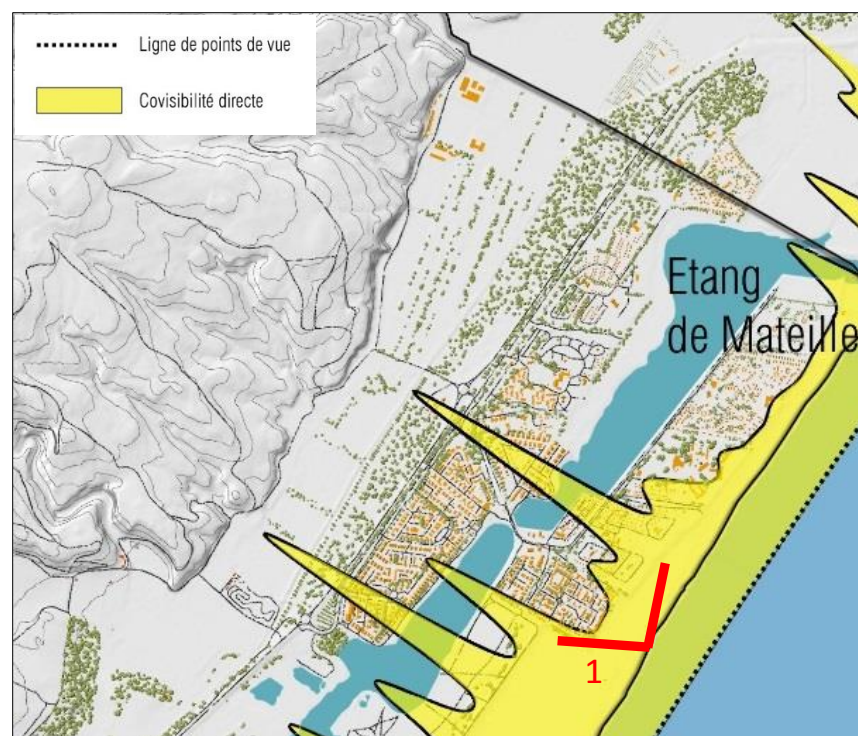 Ligne de points de vue
Covisibilité directe
Etang
de Mateille
1